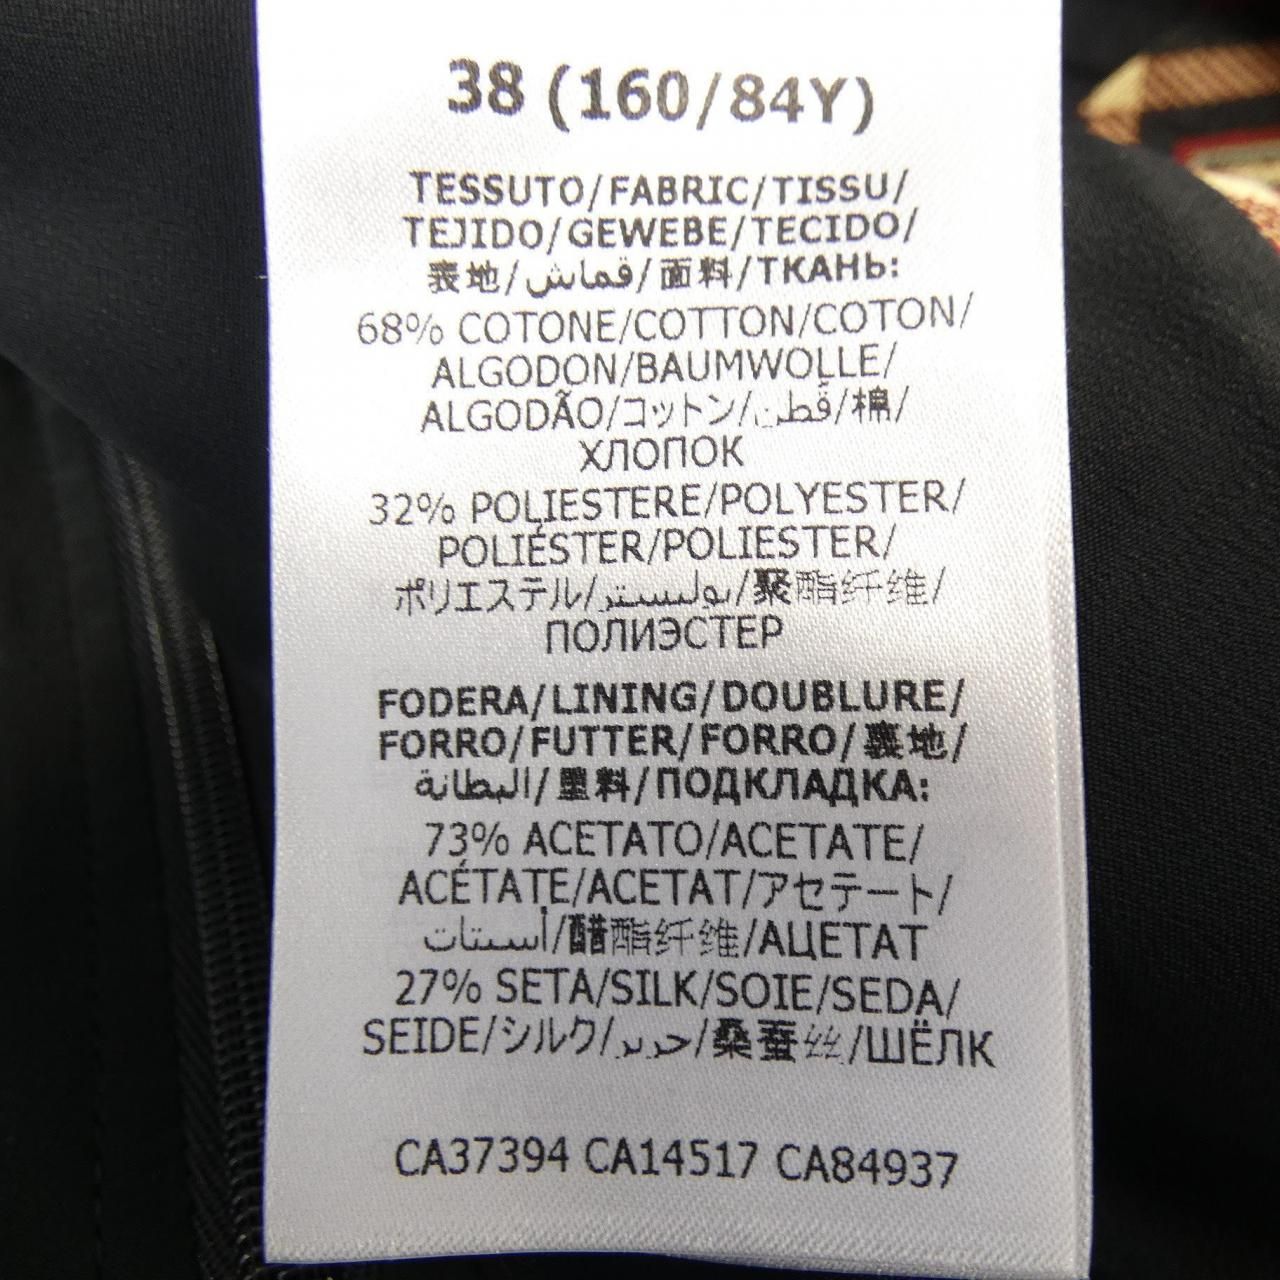 38 (160/84Y)
TESSUTO/FABRIC/TISSU/
TEJIDO/GEWEBE/TECIDO/
表地/قماش/面料/ТКАНЬ:
68% COTONE/COTTON/COTON/
ALGODON/BAUMWOLLE/
ALGODÃO/コットン/قطن/棉/
ХЛОПОК
32% POLIESTERE/POLYESTER/
POLIÉSTER/POLIESTER/
ポリエステル/بوليستر/聚酯纤维/
ПОЛИЭСТЕР
FODERA/LINING/DOUBLURE/
FORRO/FUTTER/FORRO/裏地/
البطانة/里料/ПОДКЛАДКА:
73% ACETATO/ACETATE/
ACÉTATE/ACETAT/アセテート/
أسيتات/醋酯纤维/АЦЕТАТ
27% SETA/SILK/SOIE/SEDA/
SEIDE/シルク/حرير/桑蚕丝/ШЁЛК
CA37394 CA14517 CA84937